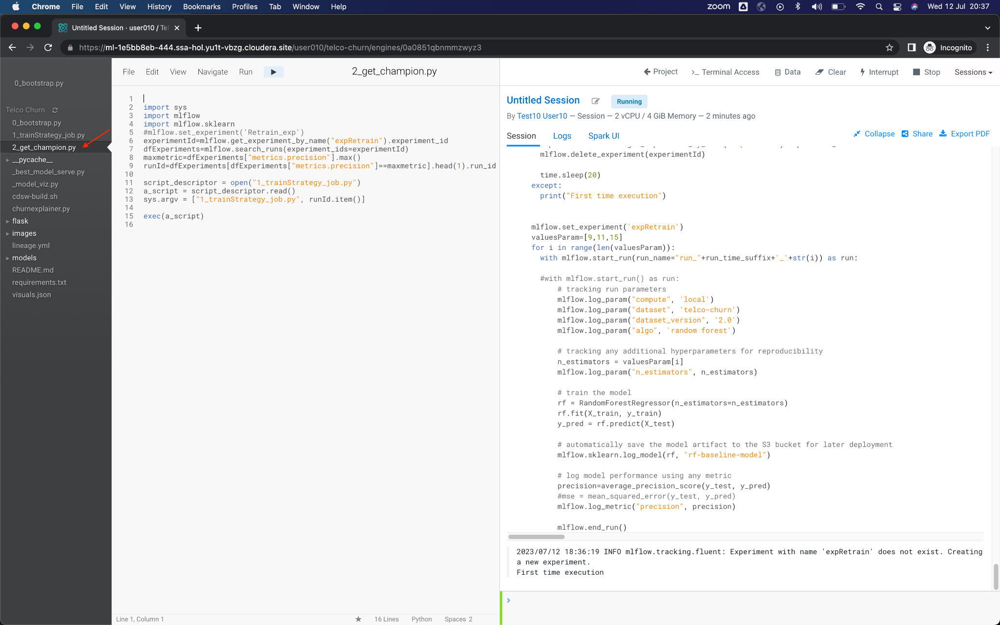 Chrome File Edit View History Bookmarks Profiles Tab Window Help
zoom Wed 12 Jul 20:37
Untitled Session · user010 / Tel
https://ml-1e5bb8eb-444.ssa-hol.yu1t-vbzg.cloudera.site/user010/telco-churn/engines/0a0851qbnmmzwyz3
Incognito
0_bootstrap.py
Telco Churn
0_bootstrap.py
1_trainStrategy_job.py
2_get_champion.py
__pycache__
_best_model_serve.py
_model_viz.py
cdsw-build.sh
churnexplainer.py
flask
images
lineage.yml
models
README.md
requirements.txt
visuals.json
File Edit View Navigate Run
2_get_champion.py
1
2 import sys
3 import mlflow
4 import mlflow.sklearn
5 #mlflow.set_experiment('Retrain_exp')
6 experimentId=mlflow.get_experiment_by_name("expRetrain").experiment_id
7 dfExperiments=mlflow.search_runs(experiment_ids=experimentId)
8 maxmetric=dfExperiments["metrics.precision"].max()
9 runId=dfExperiments[dfExperiments["metrics.precision"]==maxmetric].head(1).run_id
10
11 script_descriptor = open("1_trainStrategy_job.py")
12 a_script = script_descriptor.read()
13 sys.argv = ["1_trainStrategy_job.py", runId.item()]
14
15 exec(a_script)
16
Line 1, Column 1
16 Lines Python Spaces 2
Project Terminal Access Data Clear Interrupt Stop Sessions
Untitled Session Running
By Test10 User10 — Session — 2 vCPU / 4 GiB Memory — 2 minutes ago
Session Logs Spark UI
Collapse Share Export PDF
mlflow.delete_experiment(experimentId)
time.sleep(20)
except:
print("First time execution")
mlflow.set_experiment('expRetrain')
valuesParam=[9,11,15]
for i in range(len(valuesParam)):
with mlflow.start_run(run_name="run_"+run_time_suffix+'_'+str(i)) as run:
#with mlflow.start_run() as run:
# tracking run parameters
mlflow.log_param("compute", 'local')
mlflow.log_param("dataset", 'telco-churn')
mlflow.log_param("dataset_version", '2.0')
mlflow.log_param("algo", 'random forest')
# tracking any additional hyperparameters for reproducibility
n_estimators = valuesParam[i]
mlflow.log_param("n_estimators", n_estimators)
# train the model
rf = RandomForestRegressor(n_estimators=n_estimators)
rf.fit(X_train, y_train)
y_pred = rf.predict(X_test)
# automatically save the model artifact to the S3 bucket for later deployment
mlflow.sklearn.log_model(rf, "rf-baseline-model")
# log model performance using any metric
precision=average_precision_score(y_test, y_pred)
#mse = mean_squared_error(y_test, y_pred)
mlflow.log_metric("precision", precision)
mlflow.end_run()
2023/07/12 18:36:19 INFO mlflow.tracking.fluent: Experiment with name 'expRetrain' does not exist. Creating
a new experiment.
First time execution